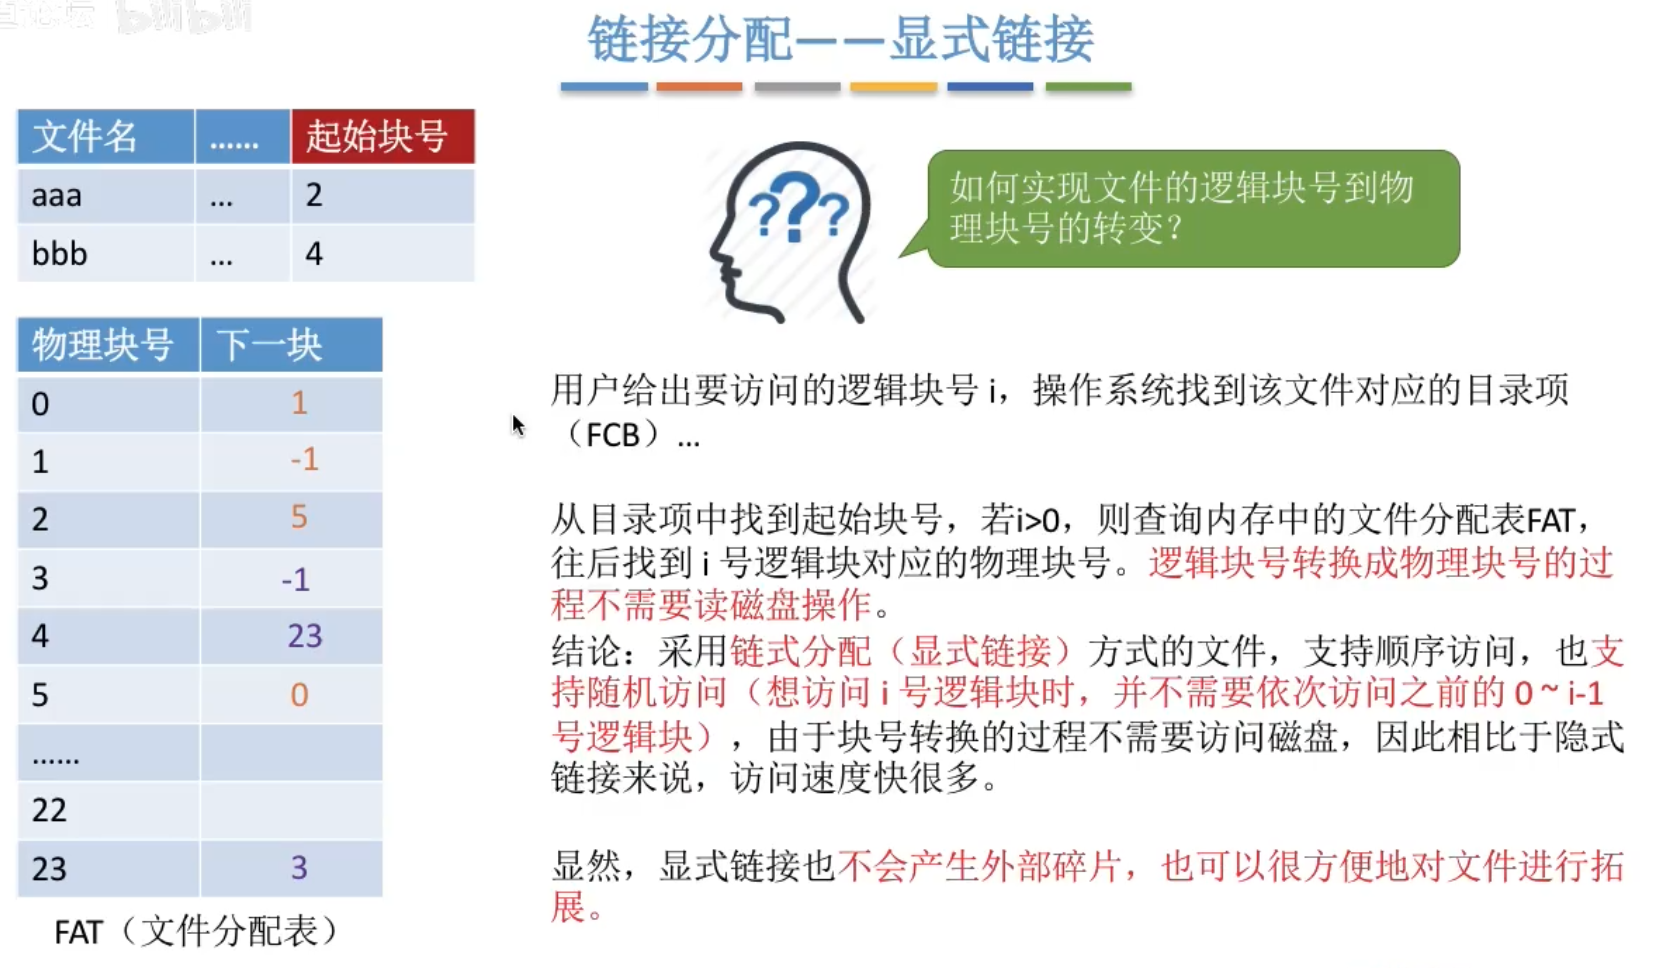 bilibili
链接分配——显式链接
文件名 …… 起始块号
aaa … 2
bbb … 4
如何实现文件的逻辑块号到物
理块号的转变？
物理块号 下一块
0 1
1 -1
2 5
3 -1
4 23
5 0
……
22
23 3
FAT（文件分配表）
用户给出要访问的逻辑块号 i，操作系统找到该文件对应的目录项
（FCB）…
从目录项中找到起始块号，若i>0，则查询内存中的文件分配表FAT，
往后找到 i 号逻辑块对应的物理块号。逻辑块号转换成物理块号的过
程不需要读磁盘操作。
结论：采用链式分配（显式链接）方式的文件，支持顺序访问，也支
持随机访问（想访问 i 号逻辑块时，并不需要依次访问之前的 0 ~ i-1
号逻辑块），由于块号转换的过程不需要访问磁盘，因此相比于隐式
链接来说，访问速度快很多。
显然，显式链接也不会产生外部碎片，也可以很方便地对文件进行拓
展。